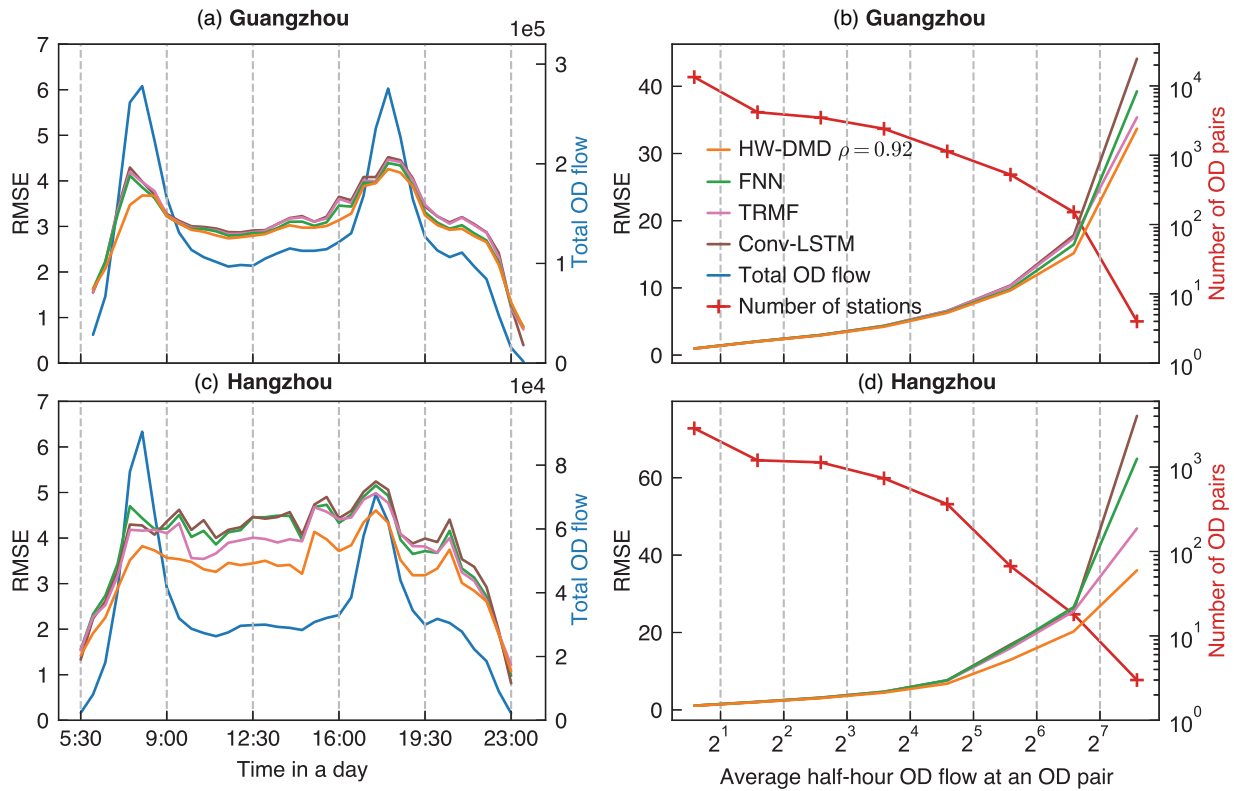 (a) Guangzhou
1e5
7
6
5
4
3
2
1
0
RMSE
3
2
1
0
Total OD flow
(b) Guangzhou
40
30
20
10
0
RMSE
10^4
10^3
10^2
10^1
10^0
Number of OD pairs
HW-DMD ρ = 0.92
FNN
TRMF
Conv-LSTM
Total OD flow
Number of stations
(c) Hangzhou
1e4
7
6
5
4
3
2
1
0
RMSE
8
6
4
2
0
Total OD flow
5:30 9:00 12:30 16:00 19:30 23:00
Time in a day
(d) Hangzhou
60
40
20
0
RMSE
10^3
10^2
10^1
10^0
Number of OD pairs
2^1 2^2 2^3 2^4 2^5 2^6 2^7
Average half-hour OD flow at an OD pair